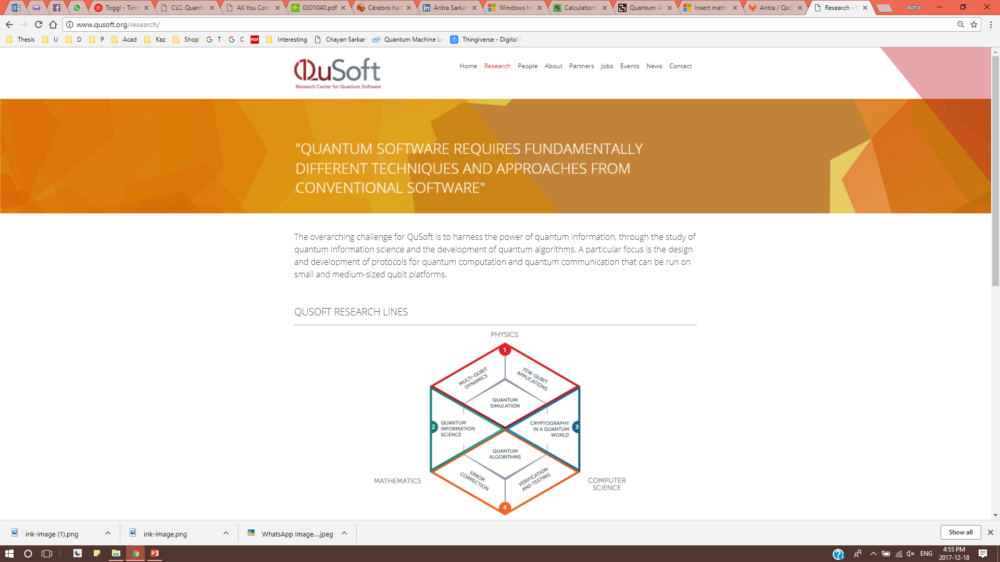 Toggl - Time
CLC: QuantL
All You Com
0301040.pdf
Cérebro hac
Aritra Sarka
Windows he
Calculations
Quantum A
Insert math
Aritra / QaG
Research -
Aritra
www.qusoft.org/research/
Thesis U D P Acad Kaz Shop T C PDF Interesting Chayan Sarkar Quantum Machine Le Thingiverse - Digital
QuSoft
Research Center for Quantum Software
Home Research People About Partners Jobs Events News Contact
"QUANTUM SOFTWARE REQUIRES FUNDAMENTALLY
DIFFERENT TECHNIQUES AND APPROACHES FROM
CONVENTIONAL SOFTWARE"
The overarching challenge for QuSoft is to harness the power of quantum information, through the study of
quantum information science and the development of quantum algorithms. A particular focus is the design
and development of protocols for quantum computation and quantum communication that can be run on
small and medium-sized qubit platforms.
QUSOFT RESEARCH LINES
PHYSICS
1
MULTI-QUBIT
DYNAMICS
FEW-QUBIT
APPLICATIONS
QUANTUM
SIMULATION
2
QUANTUM
INFORMATION
SCIENCE
CRYPTOGRAPHY
IN A QUANTUM
WORLD
3
QUANTUM
ALGORITHMS
ERROR
CORRECTION
VERIFICATION
AND TESTING
MATHEMATICS
COMPUTER
SCIENCE
4
ink-image (1).png
ink-image.png
WhatsApp Image....jpeg
Show all
ENG
4:55 PM
2017-12-18